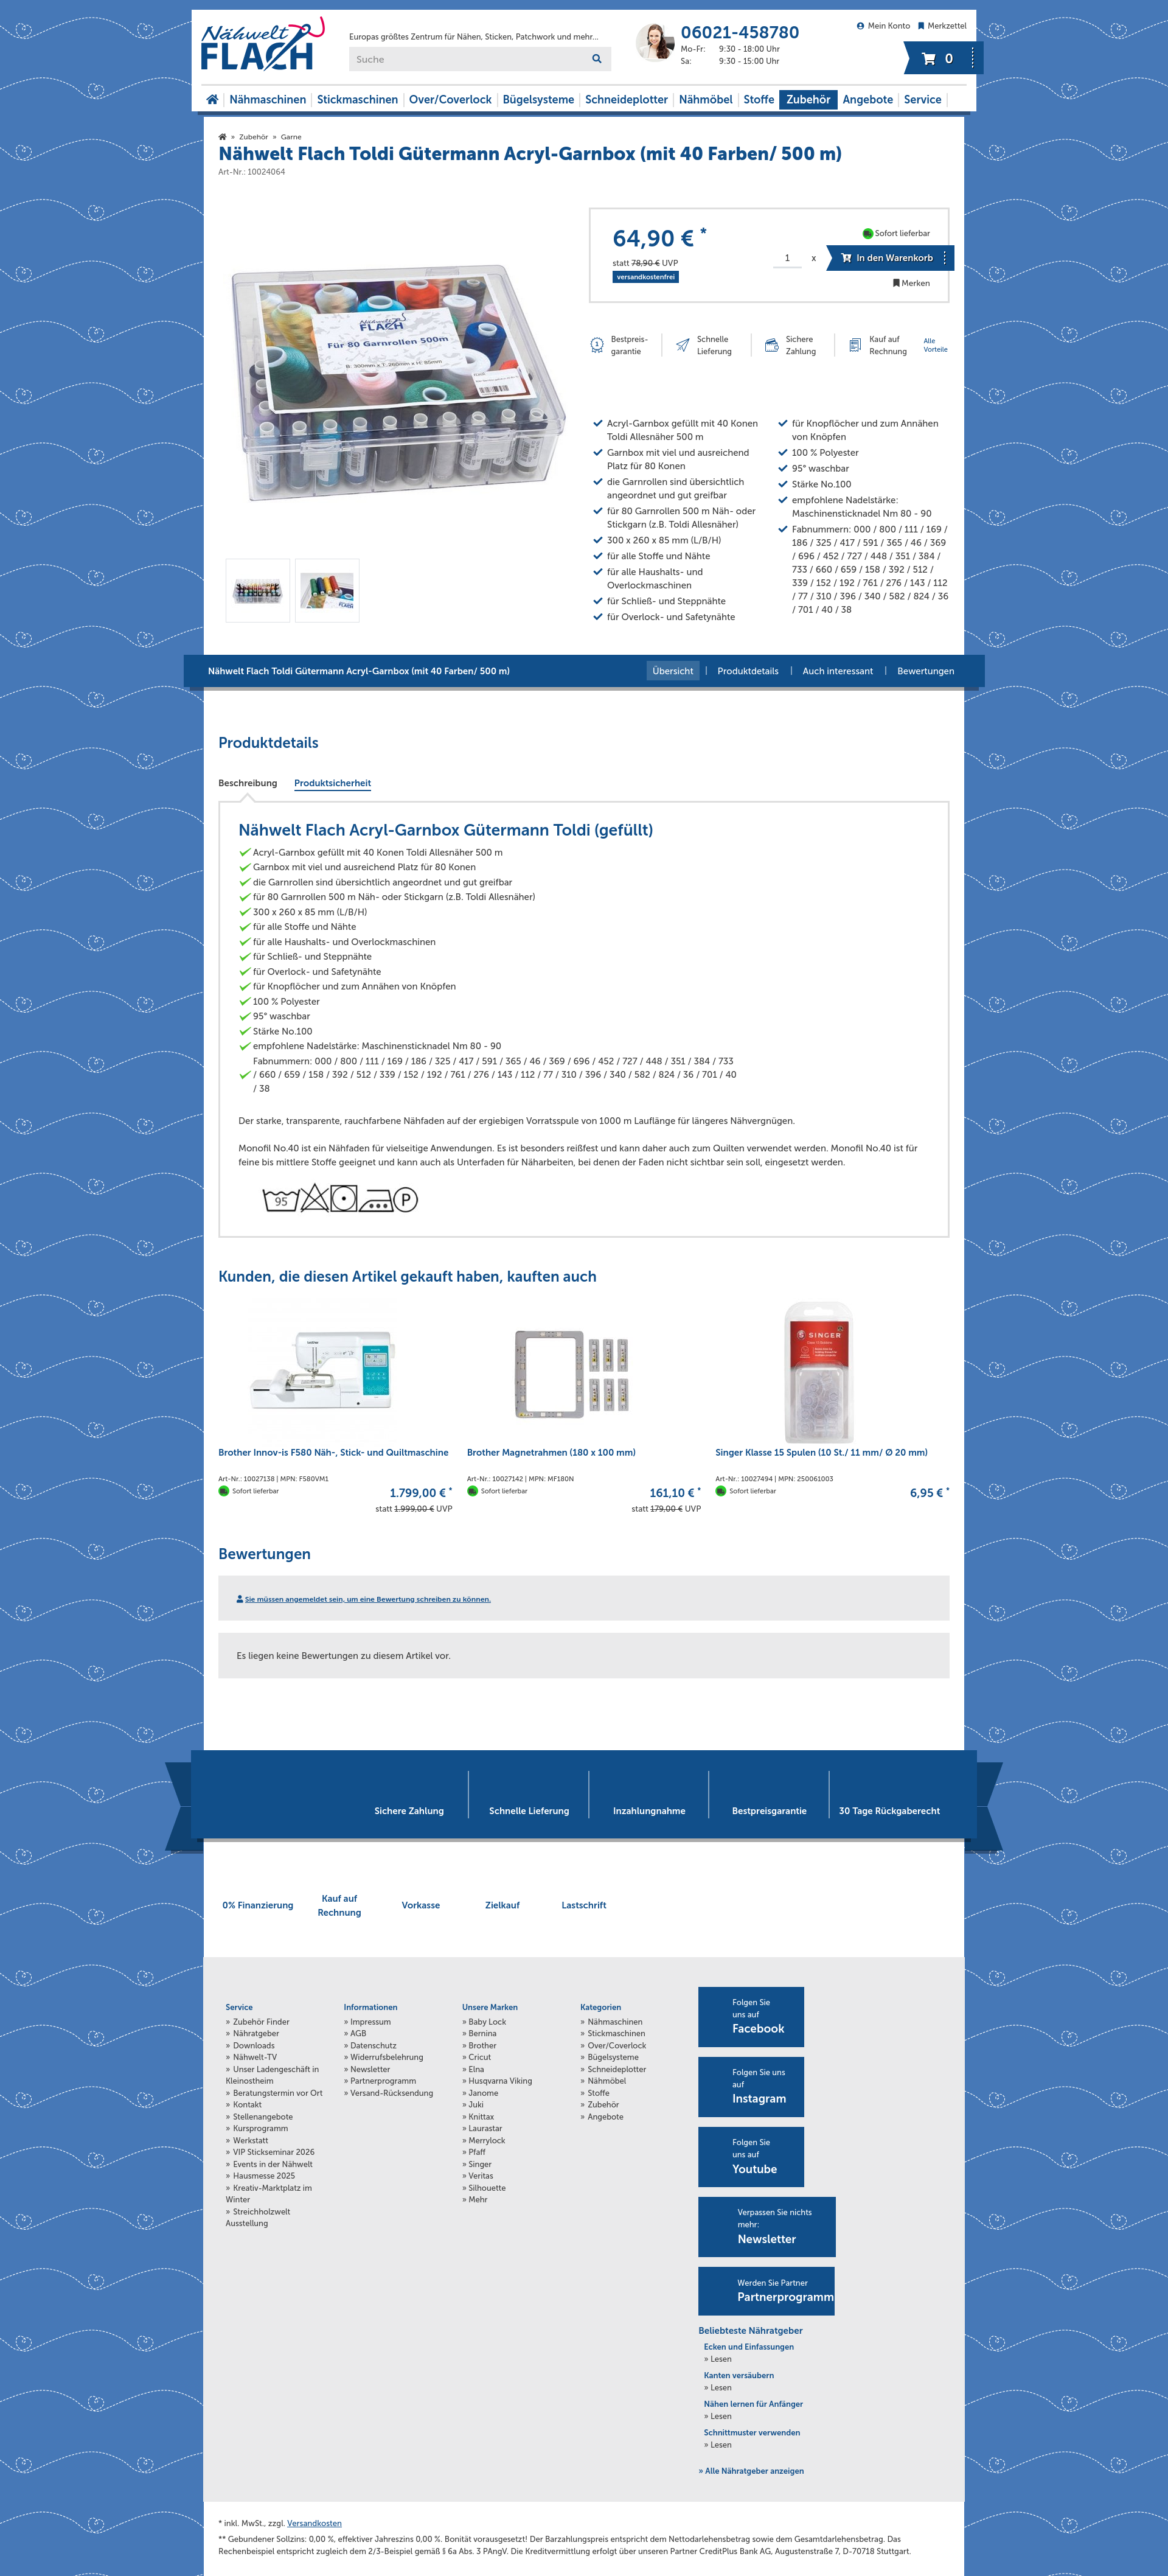 Nähwelt
FLACH
Europas größtes Zentrum für Nähen, Sticken, Patchwork und mehr...
Suche
06021-458780
Mo-Fr: 9:30 - 18:00 Uhr
Sa: 9:30 - 15:00 Uhr
Mein Konto Merkzettel
0
Nähmaschinen Stickmaschinen Over/Coverlock Bügelsysteme Schneideplotter Nähmöbel Stoffe Zubehör Angebote Service
» Zubehör » Garne
Nähwelt Flach Toldi Gütermann Acryl-Garnbox (mit 40 Farben/ 500 m)
Art-Nr.: 10024064
Nähwelt
FLACH
Für 80 Garnrollen 500m
B: 300mm x T: 260mm x H: 85mm
64,90 € *
statt 78,90 € UVP
versandkostenfrei
Sofort lieferbar
1 x In den Warenkorb
Merken
Bestpreis-
garantie
Schnelle
Lieferung
Sichere
Zahlung
Kauf auf
Rechnung
Alle
Vorteile
Acryl-Garnbox gefüllt mit 40 Konen
Toldi Allesnäher 500 m
Garnbox mit viel und ausreichend
Platz für 80 Konen
die Garnrollen sind übersichtlich
angeordnet und gut greifbar
für 80 Garnrollen 500 m Näh- oder
Stickgarn (z.B. Toldi Allesnäher)
300 x 260 x 85 mm (L/B/H)
für alle Stoffe und Nähte
für alle Haushalts- und
Overlockmaschinen
für Schließ- und Steppnähte
für Overlock- und Safetynähte
für Knopflöcher und zum Annähen
von Knöpfen
100 % Polyester
95° waschbar
Stärke No.100
empfohlene Nadelstärke:
Maschinensticknadel Nm 80 - 90
Fabnummern: 000 / 800 / 111 / 169 /
186 / 325 / 417 / 591 / 365 / 46 / 369
/ 696 / 452 / 727 / 448 / 351 / 384 /
733 / 660 / 659 / 158 / 392 / 512 /
339 / 152 / 192 / 761 / 276 / 143 / 112
/ 77 / 310 / 396 / 340 / 582 / 824 / 36
/ 701 / 40 / 38
Nähwelt Flach Toldi Gütermann Acryl-Garnbox (mit 40 Farben/ 500 m)
Übersicht | Produktdetails | Auch interessant | Bewertungen
Produktdetails
Beschreibung Produktsicherheit
Nähwelt Flach Acryl-Garnbox Gütermann Toldi (gefüllt)
Acryl-Garnbox gefüllt mit 40 Konen Toldi Allesnäher 500 m
Garnbox mit viel und ausreichend Platz für 80 Konen
die Garnrollen sind übersichtlich angeordnet und gut greifbar
für 80 Garnrollen 500 m Näh- oder Stickgarn (z.B. Toldi Allesnäher)
300 x 260 x 85 mm (L/B/H)
für alle Stoffe und Nähte
für alle Haushalts- und Overlockmaschinen
für Schließ- und Steppnähte
für Overlock- und Safetynähte
für Knopflöcher und zum Annähen von Knöpfen
100 % Polyester
95° waschbar
Stärke No.100
empfohlene Nadelstärke: Maschinensticknadel Nm 80 - 90
Fabnummern: 000 / 800 / 111 / 169 / 186 / 325 / 417 / 591 / 365 / 46 / 369 / 696 / 452 / 727 / 448 / 351 / 384 / 733
/ 660 / 659 / 158 / 392 / 512 / 339 / 152 / 192 / 761 / 276 / 143 / 112 / 77 / 310 / 396 / 340 / 582 / 824 / 36 / 701 / 40
/ 38
Der starke, transparente, rauchfarbene Nähfaden auf der ergiebigen Vorratsspule von 1000 m Lauflänge für längeres Nähvergnügen.
Monofil No.40 ist ein Nähfaden für vielseitige Anwendungen. Es ist besonders reißfest und kann daher auch zum Quilten verwendet werden. Monofil No.40 ist für
feine bis mittlere Stoffe geeignet und kann auch als Unterfaden für Näharbeiten, bei denen der Faden nicht sichtbar sein soll, eingesetzt werden.
95 P
Kunden, die diesen Artikel gekauft haben, kauften auch
SINGER
Brother Innov-is F580 Näh-, Stick- und Quiltmaschine
Art-Nr.: 10027138 | MPN: F580VM1
Sofort lieferbar
1.799,00 € *
statt 1.999,00 € UVP
Brother Magnetrahmen (180 x 100 mm)
Art-Nr.: 10027142 | MPN: MF180N
Sofort lieferbar
161,10 € *
statt 179,00 € UVP
Singer Klasse 15 Spulen (10 St./ 11 mm/ Ø 20 mm)
Art-Nr.: 10027494 | MPN: 250061003
Sofort lieferbar
6,95 € *
Bewertungen
Sie müssen angemeldet sein, um eine Bewertung schreiben zu können.
Es liegen keine Bewertungen zu diesem Artikel vor.
Sichere Zahlung Schnelle Lieferung Inzahlungnahme Bestpreisgarantie 30 Tage Rückgaberecht
0% Finanzierung
Kauf auf
Rechnung
Vorkasse
Zielkauf
Lastschrift
Service
» Zubehör Finder
» Nähratgeber
» Downloads
» Nähwelt-TV
» Unser Ladengeschäft in
Kleinostheim
» Beratungstermin vor Ort
» Kontakt
» Stellenangebote
» Kursprogramm
» Werkstatt
» VIP Stickseminar 2026
» Events in der Nähwelt
» Hausmesse 2025
» Kreativ-Marktplatz im
Winter
» Streichholzwelt
Ausstellung
Informationen
» Impressum
» AGB
» Datenschutz
» Widerrufsbelehrung
» Newsletter
» Partnerprogramm
» Versand-Rücksendung
Unsere Marken
» Baby Lock
» Bernina
» Brother
» Cricut
» Elna
» Husqvarna Viking
» Janome
» Juki
» Knittax
» Laurastar
» Merrylock
» Pfaff
» Singer
» Veritas
» Silhouette
» Mehr
Kategorien
» Nähmaschinen
» Stickmaschinen
» Over/Coverlock
» Bügelsysteme
» Schneideplotter
» Nähmöbel
» Stoffe
» Zubehör
» Angebote
Folgen Sie
uns auf
Facebook
Folgen Sie uns
auf
Instagram
Folgen Sie
uns auf
Youtube
Verpassen Sie nichts
mehr:
Newsletter
Werden Sie Partner
Partnerprogramm
Beliebteste Nähratgeber
Ecken und Einfassungen
» Lesen
Kanten versäubern
» Lesen
Nähen lernen für Anfänger
» Lesen
Schnittmuster verwenden
» Lesen
» Alle Nähratgeber anzeigen
* inkl. MwSt., zzgl. Versandkosten
** Gebundener Sollzins: 0,00 %, effektiver Jahreszins 0,00 %. Bonität vorausgesetzt! Der Barzahlungspreis entspricht dem Nettodarlehensbetrag sowie dem Gesamtdarlehensbetrag. Das
Rechenbeispiel entspricht zugleich dem 2/3-Beispiel gemäß § 6a Abs. 3 PAngV. Die Kreditvermittlung erfolgt über unseren Partner CreditPlus Bank AG, Augustenstraße 7, D-70718 Stuttgart.